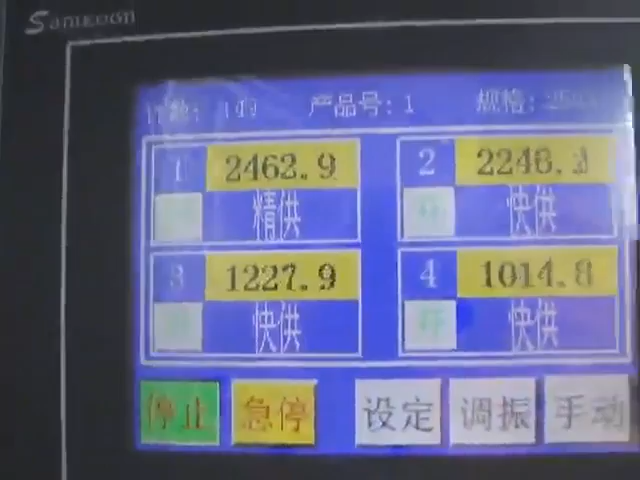 Samkoon
计数: 149 产品号: 1 规格:
1 2462.9
精供
2
快供
3 1227.9
快供
4 1014.8
快供
停止 急停 设定 调振 手动